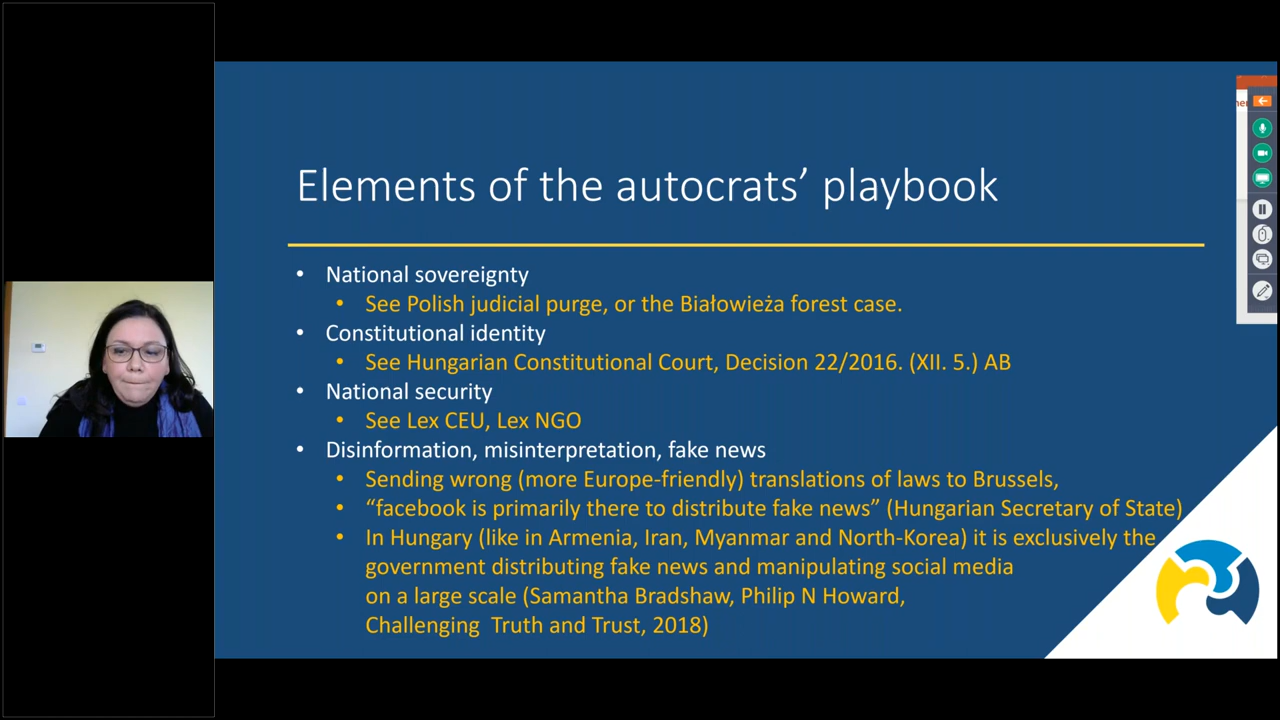 Elements of the autocrats’ playbook
• National sovereignty
• See Polish judicial purge, or the Białowieża forest case.
• Constitutional identity
• See Hungarian Constitutional Court, Decision 22/2016. (XII. 5.) AB
• National security
• See Lex CEU, Lex NGO
• Disinformation, misinterpretation, fake news
• Sending wrong (more Europe-friendly) translations of laws to Brussels,
• “facebook is primarily there to distribute fake news” (Hungarian Secretary of State)
• In Hungary (like in Armenia, Iran, Myanmar and North-Korea) it is exclusively the
government distributing fake news and manipulating social media
on a large scale (Samantha Bradshaw, Philip N Howard,
Challenging Truth and Trust, 2018)